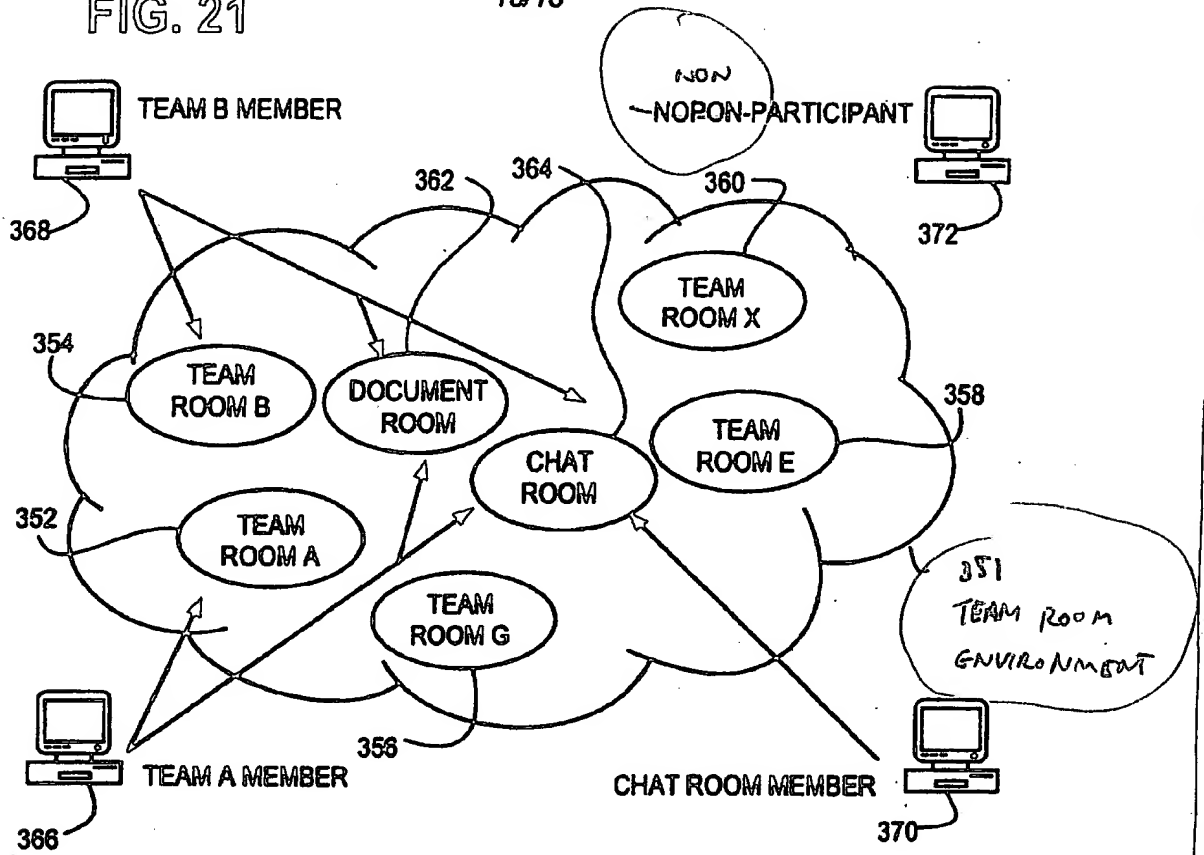 FIG. 21
TEAM B MEMBER
NON
NOPON-PARTICIPANT
362
364
360
368
372
TEAM
ROOM X
354
TEAM
ROOM B
DOCUMENT
ROOM
358
TEAM
ROOM E
CHAT
ROOM
352
TEAM
ROOM A
351
TEAM ROOM
ENVIRONMENT
TEAM
ROOM G
356
TEAM A MEMBER
CHAT ROOM MEMBER
366
370